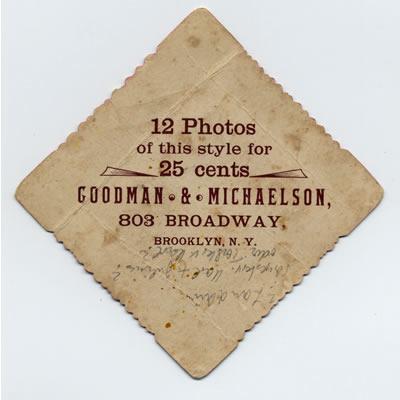 12 Photos
of this style for
25 cents
GOODMAN & MICHAELSON,
803 BROADWAY,
BROOKLYN, N. Y.